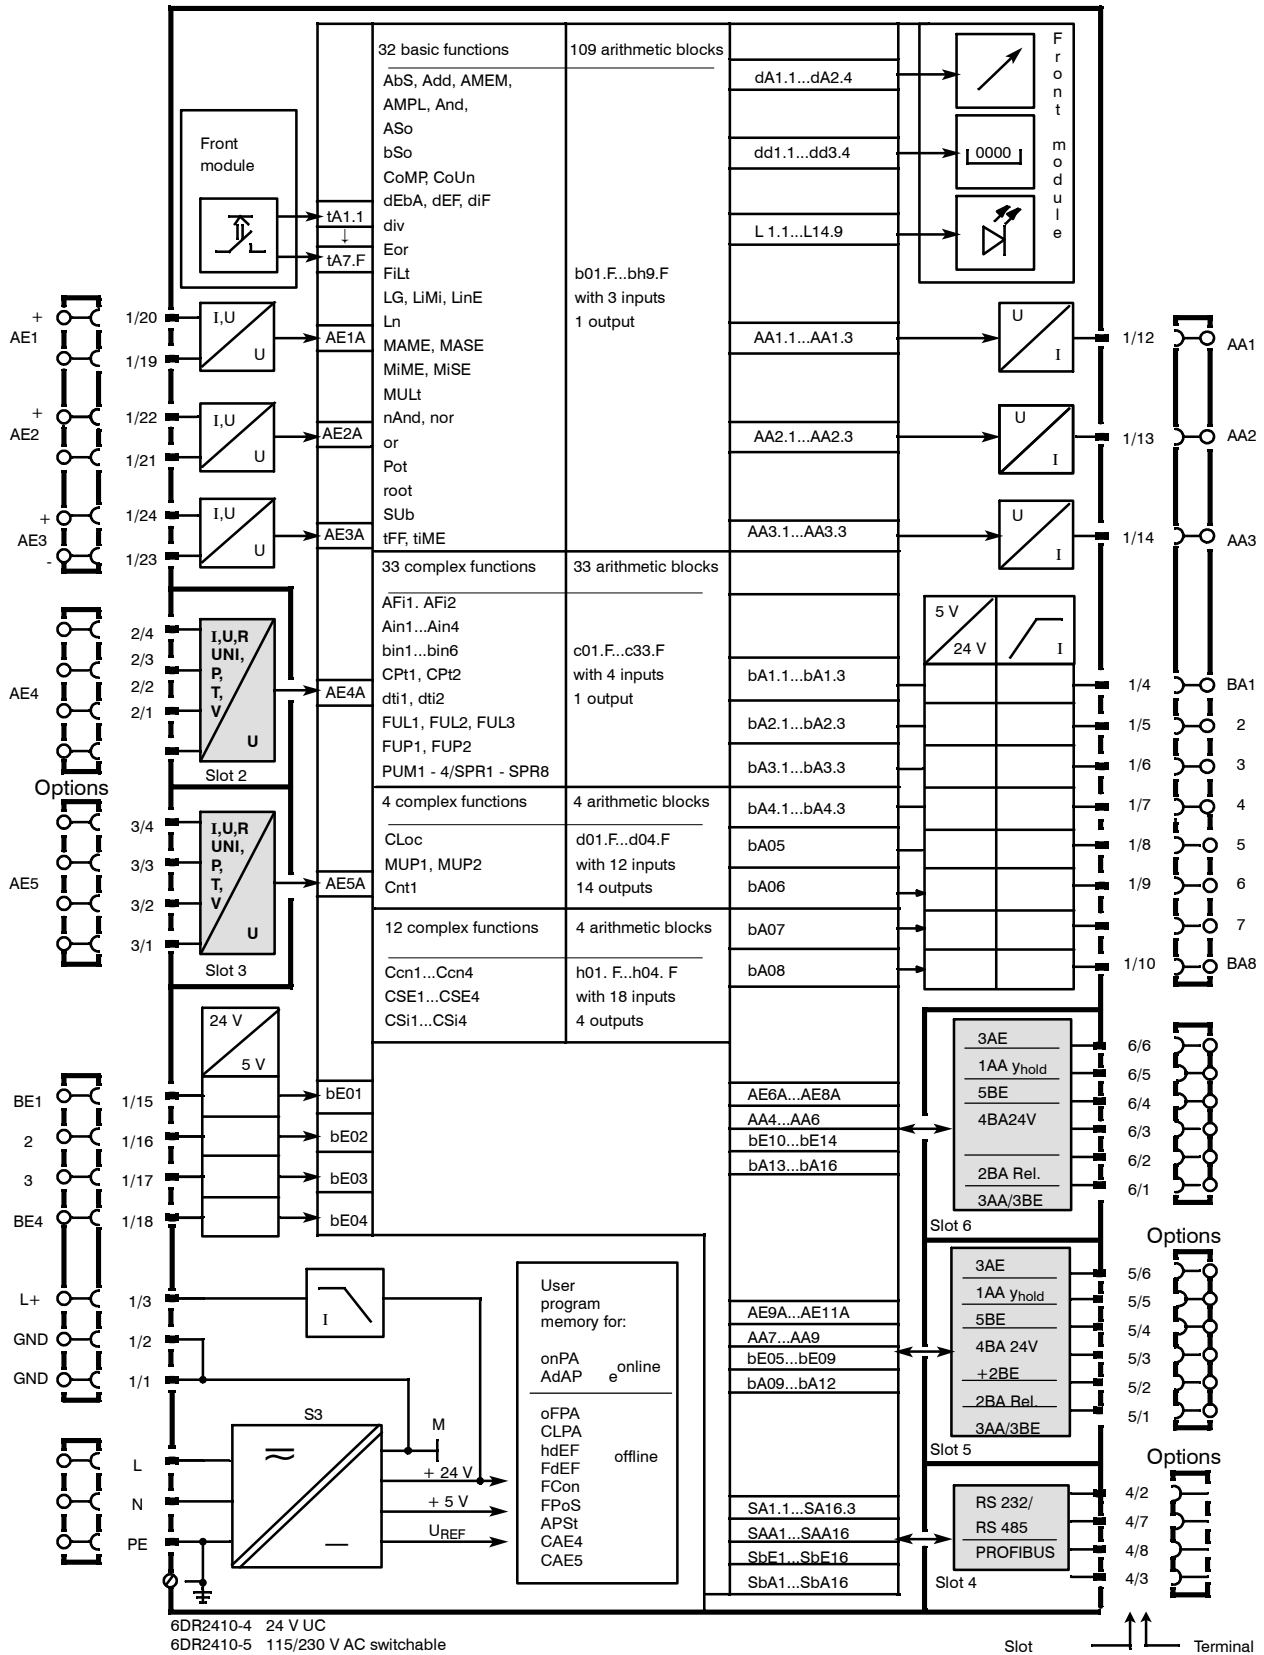 32 basic functions
109 arithmetic blocks
AbS, Add, AMEM,
AMPL, And,
ASo
bSo
CoMP, CoUn
dEbA, dEF, diF
div
Eor
FiLt
LG, LiMi, LinE
Ln
MAME, MASE
MiME, MiSE
MULt
nAnd, nor
or
Pot
root
SUb
tFF, tiME
b01.F...bh9.F
with 3 inputs
1 output
33 complex functions
33 arithmetic blocks
AFi1. AFi2
Ain1...Ain4
bin1...bin6
CPt1, CPt2
dti1, dti2
FUL1, FUL2, FUL3
FUP1, FUP2
PUM1 - 4/SPR1 - SPR8
c01.F...c33.F
with 4 inputs
1 output
4 complex functions
4 arithmetic blocks
CLoc
MUP1, MUP2
Cnt1
d01.F...d04.F
with 12 inputs
14 outputs
12 complex functions
4 arithmetic blocks
Ccn1...Ccn4
CSE1...CSE4
CSi1...CSi4
h01. F...h04. F
with 18 inputs
4 outputs
Front
module
tA1.1
↓
tA7.F
+
AE1
1/20
1/19
I,U
U
AE1A
+
AE2
1/22
1/21
I,U
U
AE2A
+
AE3
-
1/24
1/23
I,U
U
AE3A
AE4
2/4
2/3
2/2
2/1
I,U,R
UNI,
P,
T,
V
U
Slot 2
AE4A
Options
AE5
3/4
3/3
3/2
3/1
I,U,R
UNI,
P,
T,
V
U
Slot 3
AE5A
24 V
5 V
BE1
1/15
bE01
2
1/16
bE02
3
1/17
bE03
BE4
1/18
bE04
L+
1/3
I
GND
1/2
GND
1/1
S3
M
L
N
PE
+ 24 V
+ 5 V
UREF
User
program
memory for:
onPA
AdAP
e
online
oFPA
CLPA
hdEF
FdEF
FCon
FPoS
APSt
CAE4
CAE5
offline
dA1.1...dA2.4
dd1.1...dd3.4
L 1.1...L14.9
0000
Front module
AA1.1...AA1.3
U
I
1/12
AA1
AA2.1...AA2.3
U
I
1/13
AA2
AA3.1...AA3.3
U
I
1/14
AA3
5 V
24 V
I
bA1.1...bA1.3
1/4
BA1
bA2.1...bA2.3
1/5
2
bA3.1...bA3.3
1/6
3
bA4.1...bA4.3
1/7
4
bA05
1/8
5
bA06
1/9
6
bA07
7
bA08
1/10
BA8
AE6A...AE8A
AA4...AA6
bE10...bE14
bA13...bA16
3AE
1AA yhold
5BE
4BA24V
2BA Rel.
3AA/3BE
Slot 6
6/6
6/5
6/4
6/3
6/2
6/1
Options
AE9A...AE11A
AA7...AA9
bE05...bE09
bA09...bA12
3AE
1AA yhold
5BE
4BA 24V
+2BE
2BA Rel.
3AA/3BE
Slot 5
5/6
5/5
5/4
5/3
5/2
5/1
Options
SA1.1...SA16.3
SAA1...SAA16
SbE1...SbE16
SbA1...SbA16
RS 232/
RS 485
PROFIBUS
Slot 4
4/2
4/7
4/8
4/3
6DR2410-4 24 V UC
6DR2410-5 115/230 V AC switchable
Slot
Terminal